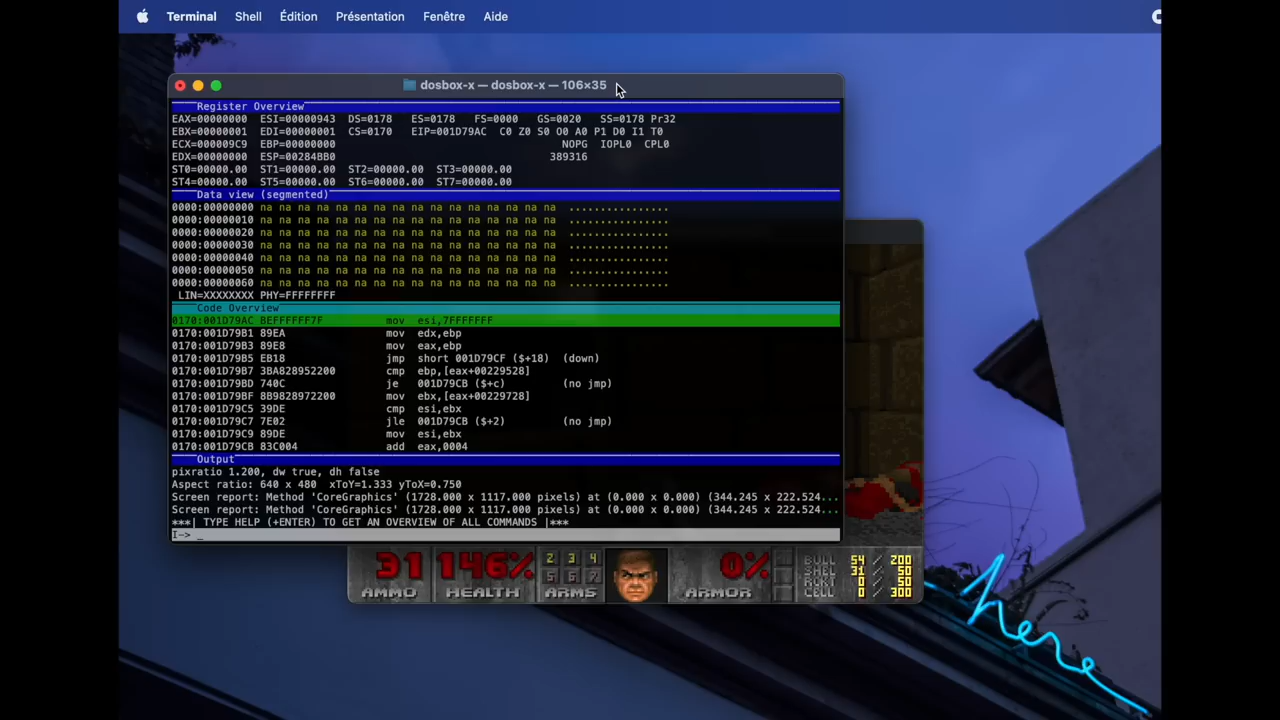 Terminal Shell Édition Présentation Fenêtre Aide
dosbox-x — dosbox-x — 106×35
Register Overview
EAX=00000000 ESI=00000943 DS=0178 ES=0178 FS=0000 GS=0020 SS=0178 Pr32
EBX=00000001 EDI=00000001 CS=0170 EIP=001D79AC C0 Z0 S0 O0 A0 P1 D0 I1 T0
ECX=000009C9 EBP=00000000 NOPG IOPL0 CPL0
EDX=00000000 ESP=00284BB0 389316
ST0=00000.00 ST1=00000.00 ST2=00000.00 ST3=00000.00
ST4=00000.00 ST5=00000.00 ST6=00000.00 ST7=00000.00
Data view (segmented)
0000:00000000 na na na na na na na na na na na na na na na na ................
0000:00000010 na na na na na na na na na na na na na na na na ................
0000:00000020 na na na na na na na na na na na na na na na na ................
0000:00000030 na na na na na na na na na na na na na na na na ................
0000:00000040 na na na na na na na na na na na na na na na na ................
0000:00000050 na na na na na na na na na na na na na na na na ................
0000:00000060 na na na na na na na na na na na na na na na na ................
LIN=XXXXXXXX PHY=FFFFFFFF
Code Overview
0170:001D79AC BEFFFFFF7F mov esi,7FFFFFFF
0170:001D79B1 89EA mov edx,ebp
0170:001D79B3 89E8 mov eax,ebp
0170:001D79B5 EB18 jmp short 001D79CF ($+18) (down)
0170:001D79B7 3BA828952200 cmp ebp,[eax+00229528]
0170:001D79BD 740C je 001D79CB ($+c) (no jmp)
0170:001D79BF 8B9828972200 mov ebx,[eax+00229728]
0170:001D79C5 39DE cmp esi,ebx
0170:001D79C7 7E02 jle 001D79CB ($+2) (no jmp)
0170:001D79C9 89DE mov esi,ebx
0170:001D79CB 83C004 add eax,0004
Output
pixratio 1.200, dw true, dh false
Aspect ratio: 640 x 480 xToY=1.333 yToX=0.750
Screen report: Method 'CoreGraphics' (1728.000 x 1117.000 pixels) at (0.000 x 0.000) (344.245 x 222.524...
Screen report: Method 'CoreGraphics' (1728.000 x 1117.000 pixels) at (0.000 x 0.000) (344.245 x 222.524...
***| TYPE HELP (+ENTER) TO GET AN OVERVIEW OF ALL COMMANDS |***
I-> _
31 146% 2 3 4 0% BULL 54 / 200
5 6 7 SHEL 31 / 50
RCKT 0 / 50
AMMO HEALTH ARMS ARMOR CELL 0 / 300
here